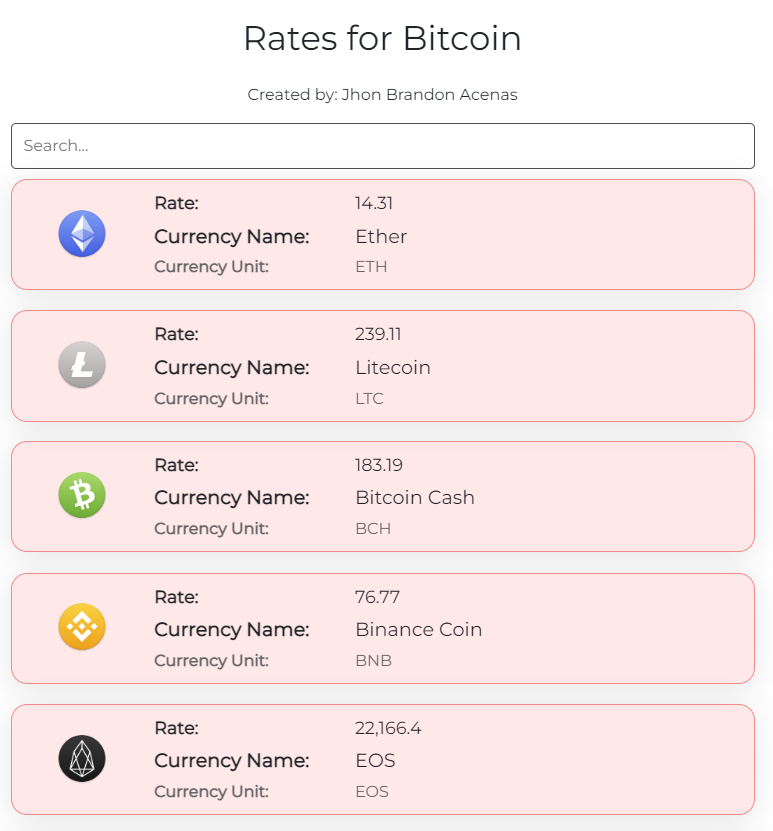 Rates for Bitcoin
Created by: Jhon Brandon Acenas
Search...
Rate: 14.31
Currency Name: Ether
Currency Unit: ETH
Rate: 239.11
Currency Name: Litecoin
Currency Unit: LTC
Rate: 183.19
Currency Name: Bitcoin Cash
Currency Unit: BCH
Rate: 76.77
Currency Name: Binance Coin
Currency Unit: BNB
Rate: 22,166.4
Currency Name: EOS
Currency Unit: EOS